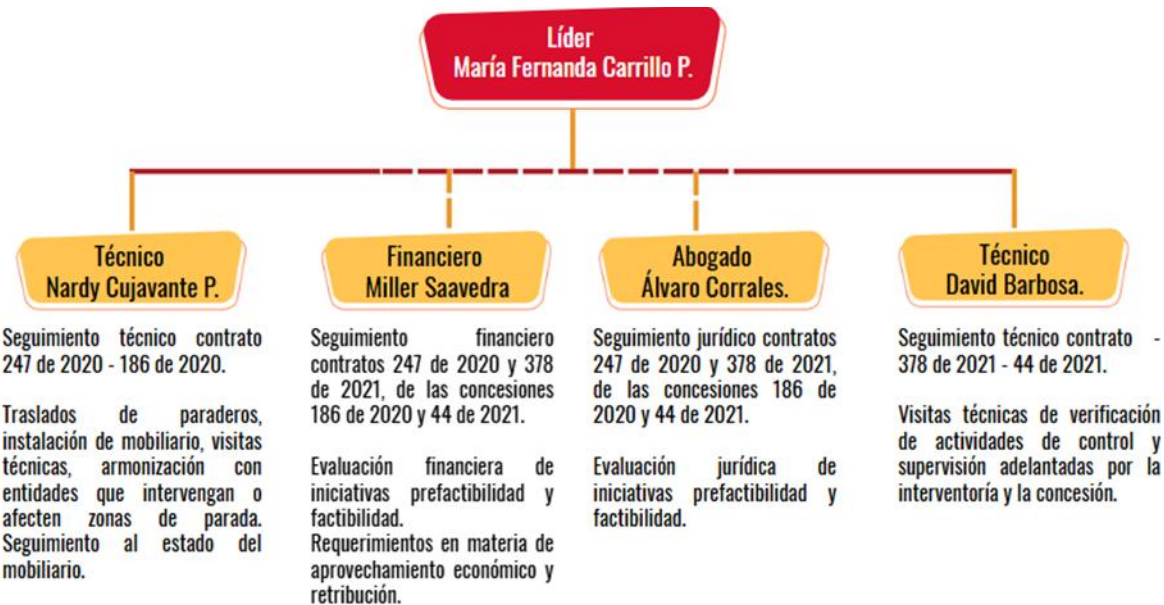 Líder
María Fernanda Carrillo P.
Técnico
Nardy Cujavante P.
Seguimiento técnico contrato
247 de 2020 - 186 de 2020.
Traslados de paraderos,
instalación de mobiliario, visitas
técnicas, armonización con
entidades que intervengan o
afecten zonas de parada.
Seguimiento al estado del
mobiliario.
Financiero
Miller Saavedra
Seguimiento financiero
contratos 247 de 2020 y 378
de 2021, de las concesiones
186 de 2020 y 44 de 2021.
Evaluación financiera de
iniciativas prefactibilidad y
factibilidad.
Requerimientos en materia de
aprovechamiento económico y
retribución.
Abogado
Álvaro Corrales.
Seguimiento jurídico contratos
247 de 2020 y 378 de 2021,
de las concesiones 186 de
2020 y 44 de 2021.
Evaluación jurídica de
iniciativas prefactibilidad y
factibilidad.
Técnico
David Barbosa.
Seguimiento técnico contrato -
378 de 2021 - 44 de 2021.
Visitas técnicas de verificación
de actividades de control y
supervisión adelantadas por la
interventoría y la concesión.